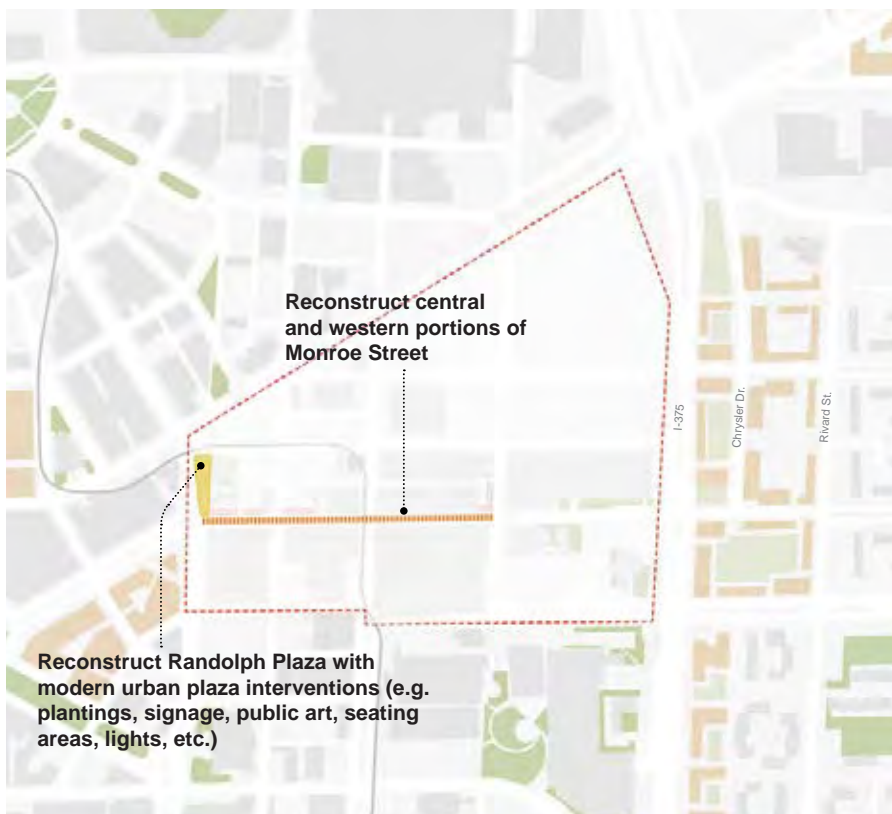 Reconstruct central
and western portions of
Monroe Street
I-375
Chrysler Dr.
Rivard St.
Reconstruct Randolph Plaza with
modern urban plaza interventions (e.g.
plantings, signage, public art, seating
areas, lights, etc.)